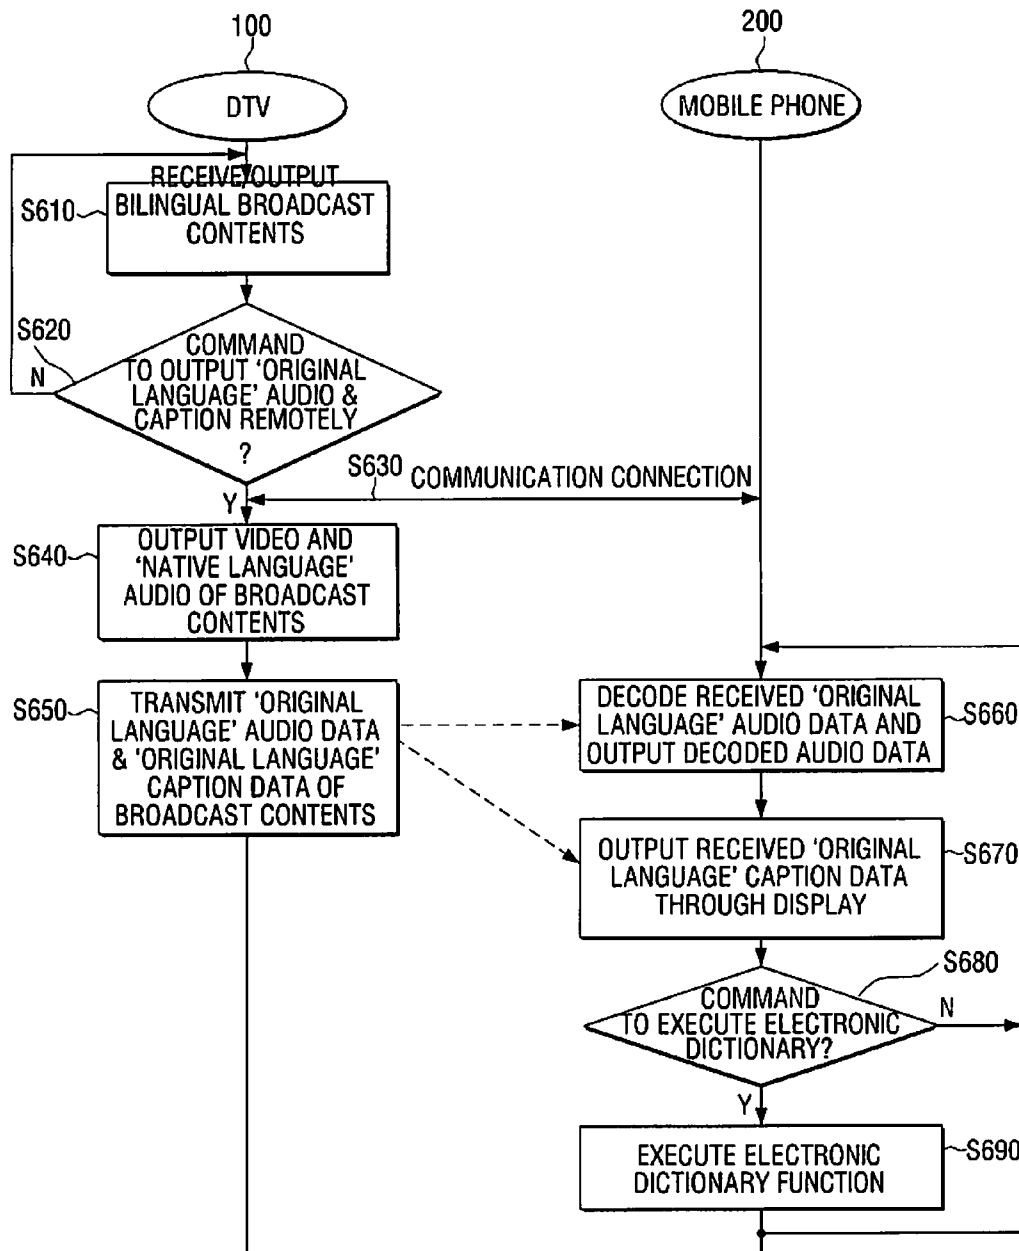 100
200
DTV
MOBILE PHONE
RECEIVE/OUTPUT
BILINGUAL BROADCAST
CONTENTS
S610
S620
COMMAND
TO OUTPUT ‘ORIGINAL
LANGUAGE’ AUDIO &
CAPTION REMOTELY
?
N
Y
S630
COMMUNICATION CONNECTION
S640
OUTPUT VIDEO AND
‘NATIVE LANGUAGE’
AUDIO OF BROADCAST
CONTENTS
S650
TRANSMIT ‘ORIGINAL
LANGUAGE’ AUDIO DATA
& ‘ORIGINAL LANGUAGE’
CAPTION DATA OF
BROADCAST CONTENTS
DECODE RECEIVED ‘ORIGINAL
LANGUAGE’ AUDIO DATA AND
OUTPUT DECODED AUDIO DATA
S660
OUTPUT RECEIVED ‘ORIGINAL
LANGUAGE’ CAPTION DATA
THROUGH DISPLAY
S670
S680
COMMAND
TO EXECUTE ELECTRONIC
DICTIONARY?
N
Y
EXECUTE ELECTRONIC
DICTIONARY FUNCTION
S690